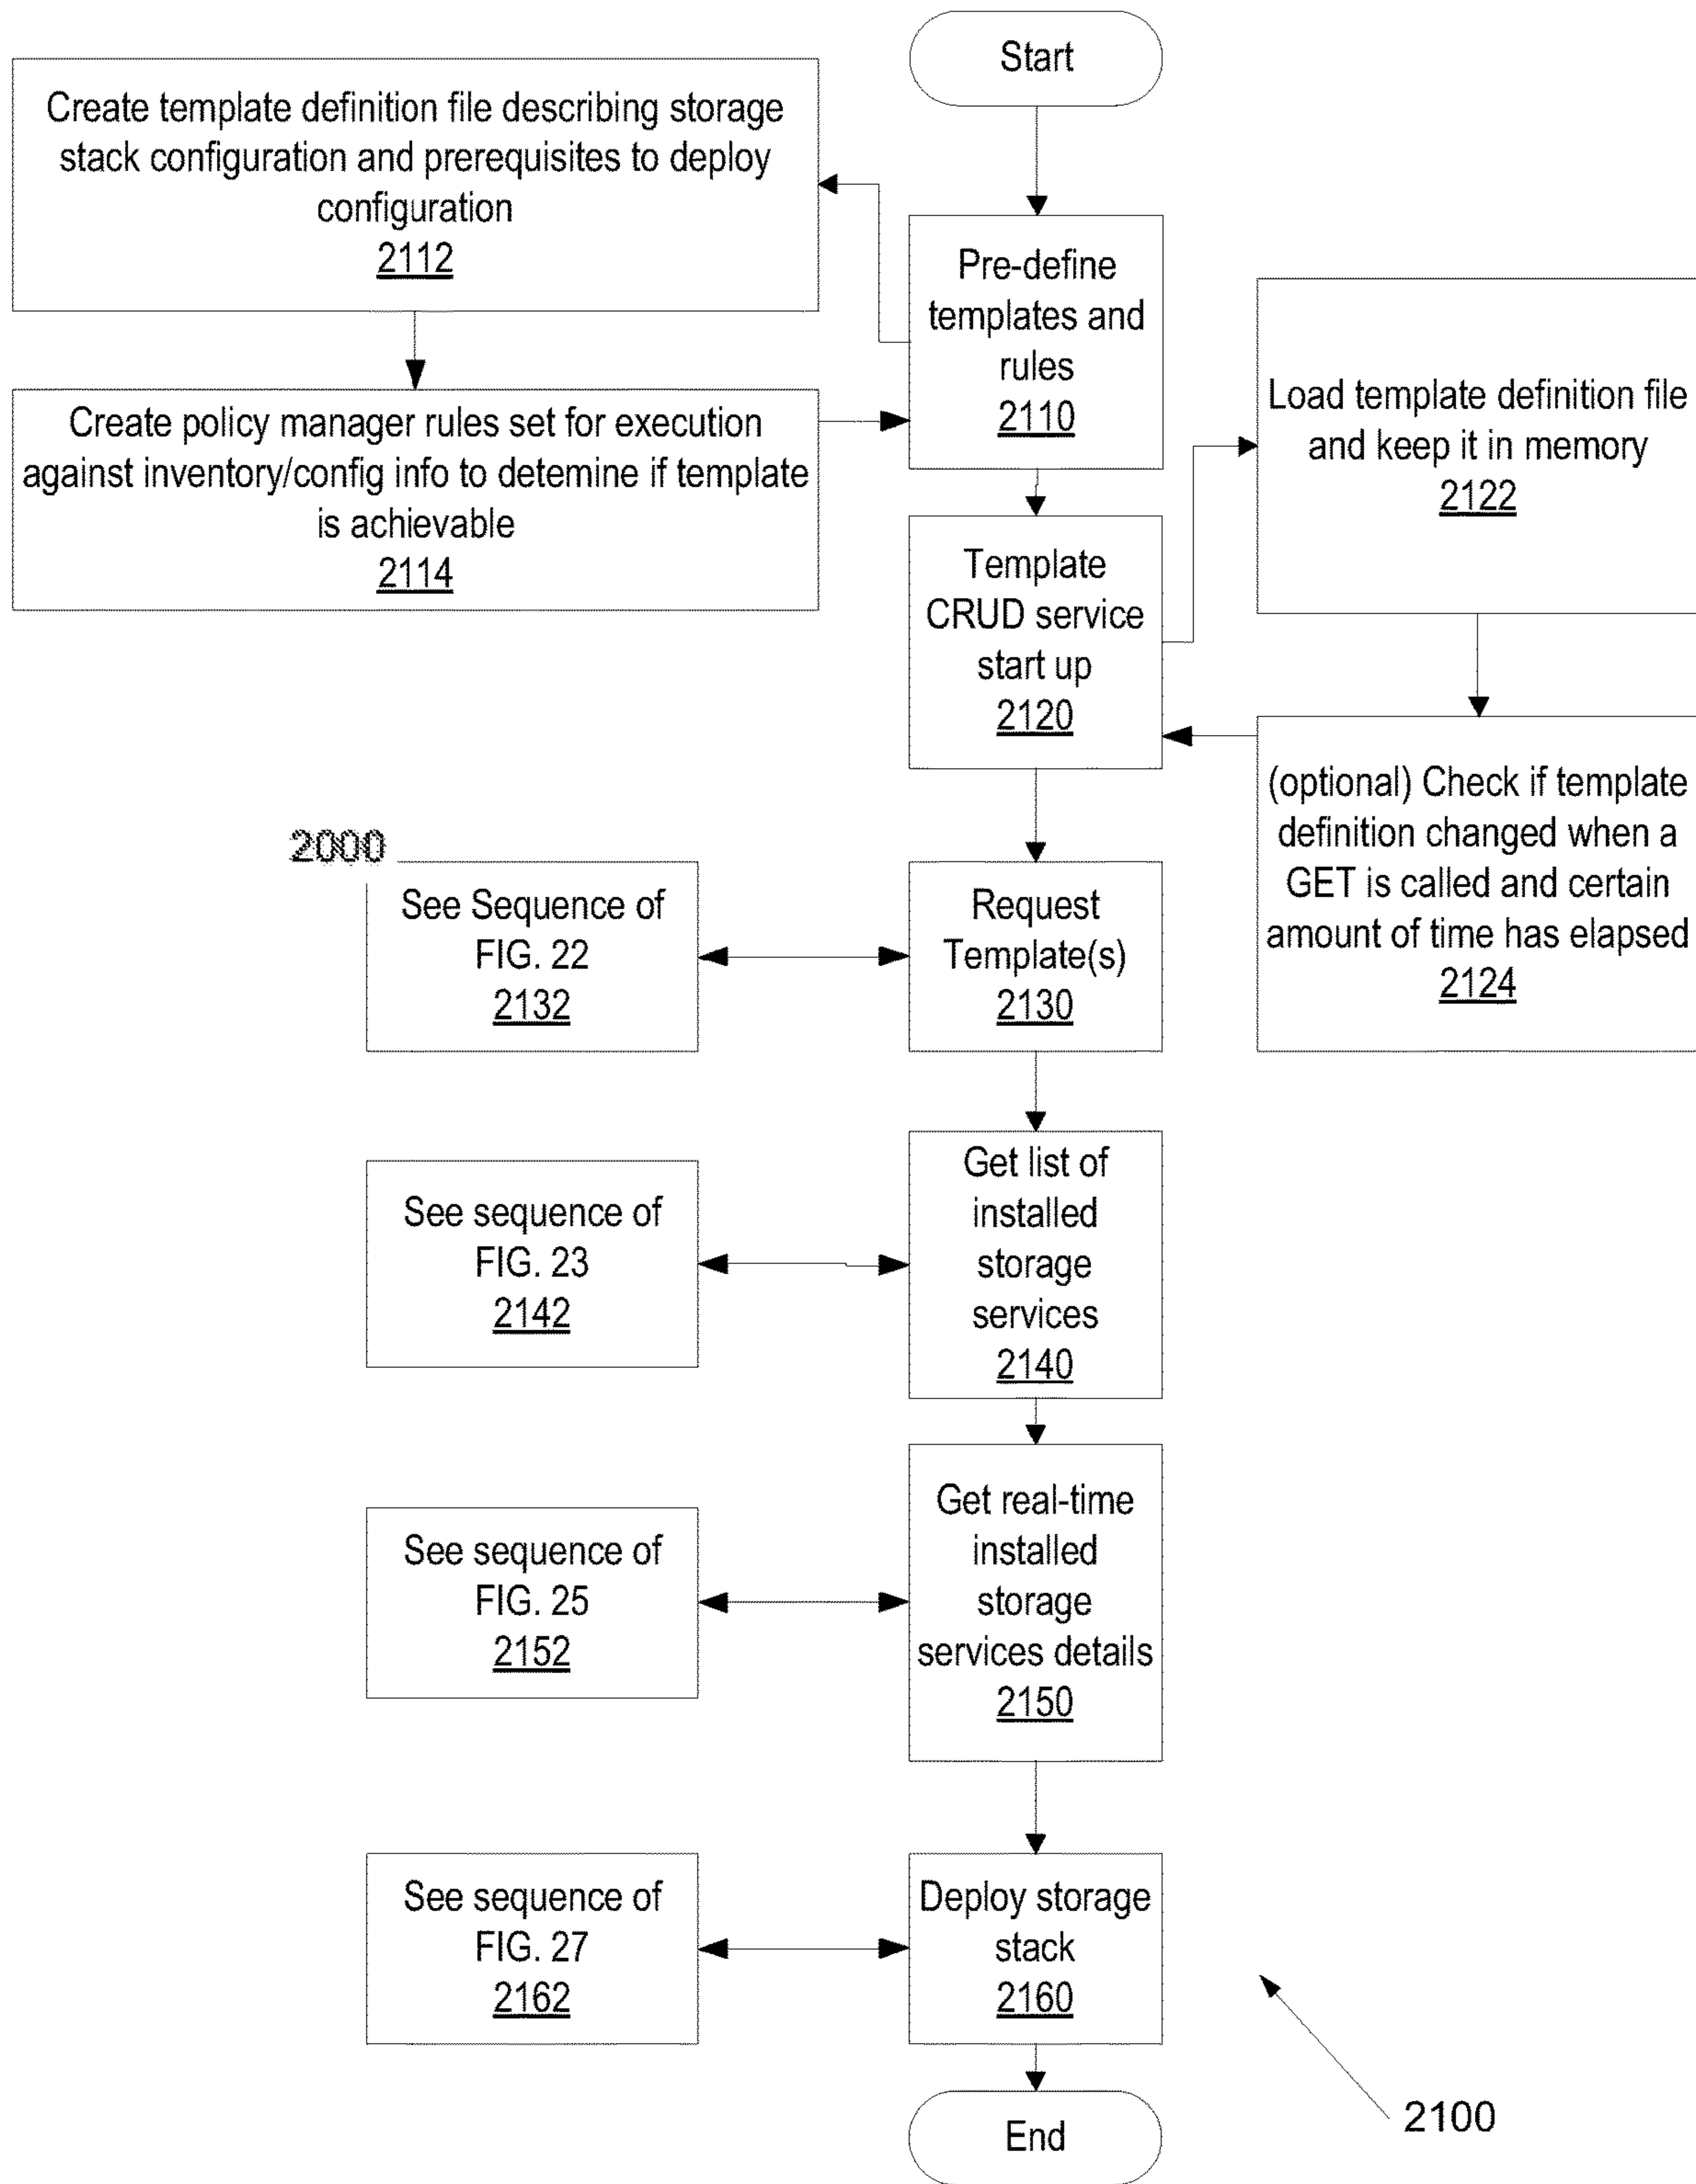 Start
Create template definition file describing storage
stack configuration and prerequisites to deploy
configuration
2112
Pre-define
templates and
rules
2110
Create policy manager rules set for execution
against inventory/config info to detemine if template
is achievable
2114
Load template definition file
and keep it in memory
2122
Template
CRUD service
start up
2120
(optional) Check if template
definition changed when a
GET is called and certain
amount of time has elapsed
2124
2000
See Sequence of
FIG. 22
2132
Request
Template(s)
2130
See sequence of
FIG. 23
2142
Get list of
installed
storage
services
2140
See sequence of
FIG. 25
2152
Get real-time
installed
storage
services details
2150
See sequence of
FIG. 27
2162
Deploy storage
stack
2160
2100
End